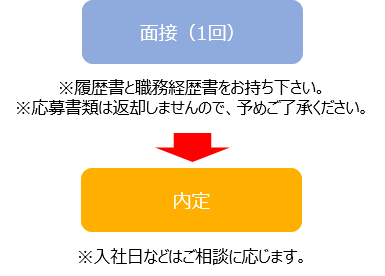 面接（1回）
※履歴書と職務経歴書をお持ち下さい。
※応募書類は返却しませんので、予めご了承ください。
内定
※入社日などはご相談に応じます。